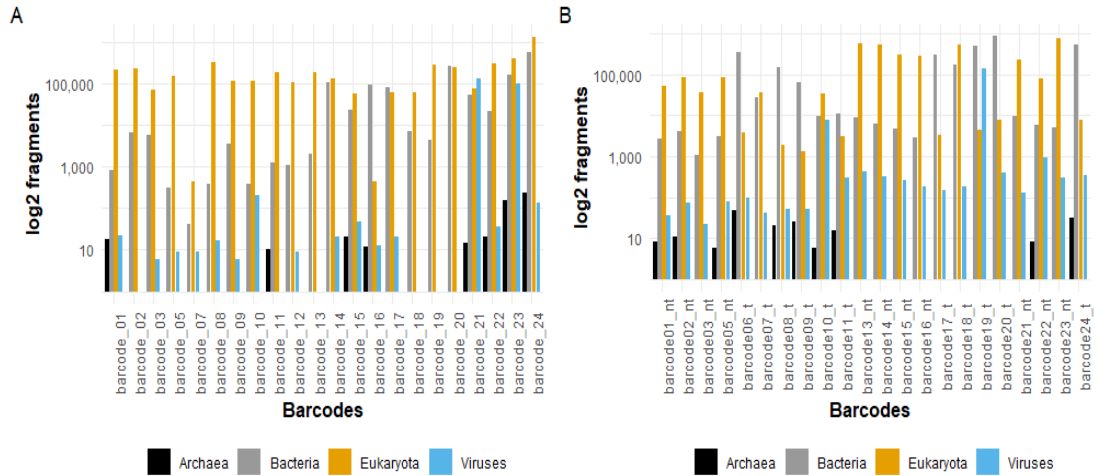 A
log2 fragments
100,000
1,000
10
barcode_01
barcode_02
barcode_03
barcode_05
barcode_07
barcode_08
barcode_09
barcode_10
barcode_11
barcode_12
barcode_13
barcode_14
barcode_15
barcode_16
barcode_17
barcode_18
barcode_19
barcode_20
barcode_21
barcode_22
barcode_23
barcode_24
Barcodes
Archaea Bacteria Eukaryota Viruses
B
log2 fragments
100,000
1,000
10
barcode01_nt
barcode02_nt
barcode03_nt
barcode05_nt
barcode06_t
barcode07_t
barcode08_t
barcode09_t
barcode10_t
barcode11_t
barcode13_nt
barcode14_nt
barcode15_nt
barcode16_nt
barcode17_t
barcode18_t
barcode19_t
barcode20_t
barcode21_nt
barcode22_nt
barcode23_nt
barcode24_t
Barcodes
Archaea Bacteria Eukaryota Viruses